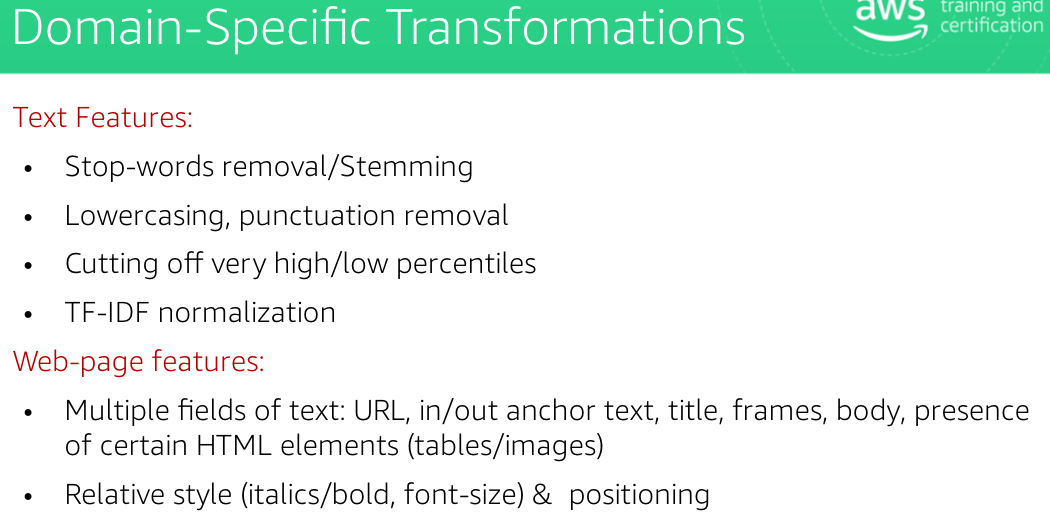 Domain-Specific Transformations
aws training and
certification
Text Features:
• Stop-words removal/Stemming
• Lowercasing, punctuation removal
• Cutting off very high/low percentiles
• TF-IDF normalization
Web-page features:
• Multiple fields of text: URL, in/out anchor text, title, frames, body, presence
of certain HTML elements (tables/images)
• Relative style (italics/bold, font-size) & positioning